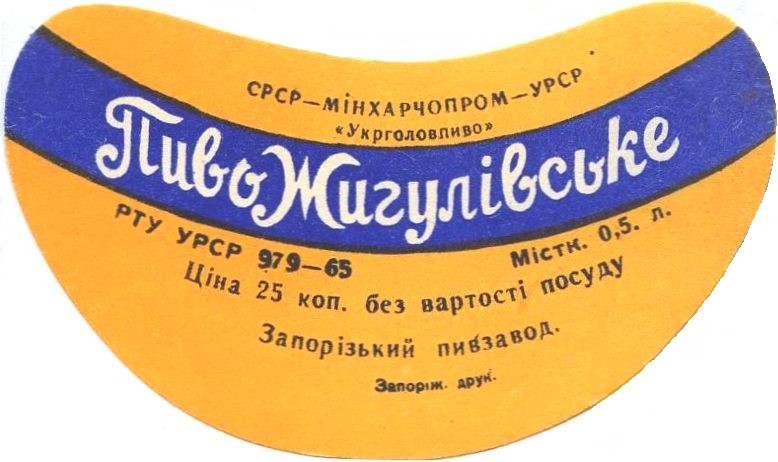 СРСР—МІНХАРЧОПРОМ—УРСР
«Укрголовпиво»
Пиво Жигулівське
РТУ УРСР 979—65
Містк. 0,5. л.
Ціна 25 коп. без вартості посуду
Запорізький пивзавод.
Запоріж. друк.